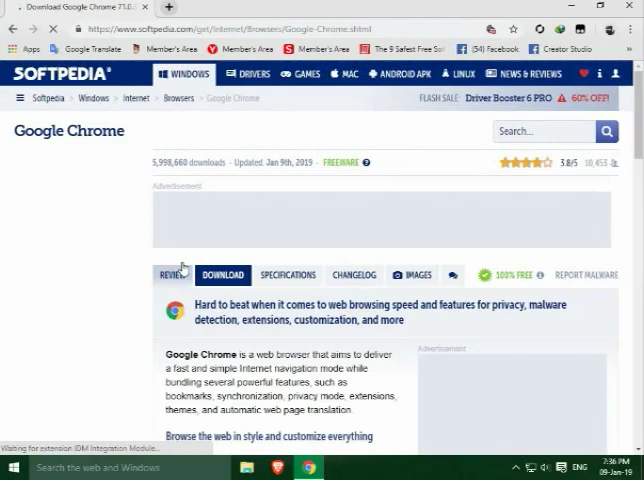 Download Google Chrome 71.0.
https://www.softpedia.com/get/Internet/Browsers/Google-Chrome.shtml
Apps Google Translate Member's Area Member's Area Member's Area The 9 Safest Free So (54) Facebook Creator Studio
SOFTPEDIA® WINDOWS DRIVERS GAMES MAC ANDROID APK LINUX NEWS & REVIEWS
Softpedia > Windows > Internet > Browsers > Google Chrome FLASH SALE: Driver Booster 6 PRO 60% OFF!
Google Chrome Search...
5,998,660 downloads - Updated: Jan 9th, 2019 - FREEWARE 3.8/5 10,453
Advertisement
REVIEW DOWNLOAD SPECIFICATIONS CHANGELOG IMAGES 100% FREE REPORT MALWARE
Hard to beat when it comes to web browsing speed and features for privacy, malware
detection, extensions, customization, and more
Google Chrome is a web browser that aims to deliver
a fast and simple Internet navigation mode while
bundling several powerful features, such as
bookmarks, synchronization, privacy mode, extensions,
themes, and automatic web page translation.
Advertisement
Browse the web in style and customize everything
Waiting for extension IDM Integration Module...
Search the web and Windows ENG 7:36 PM
09-Jan-19